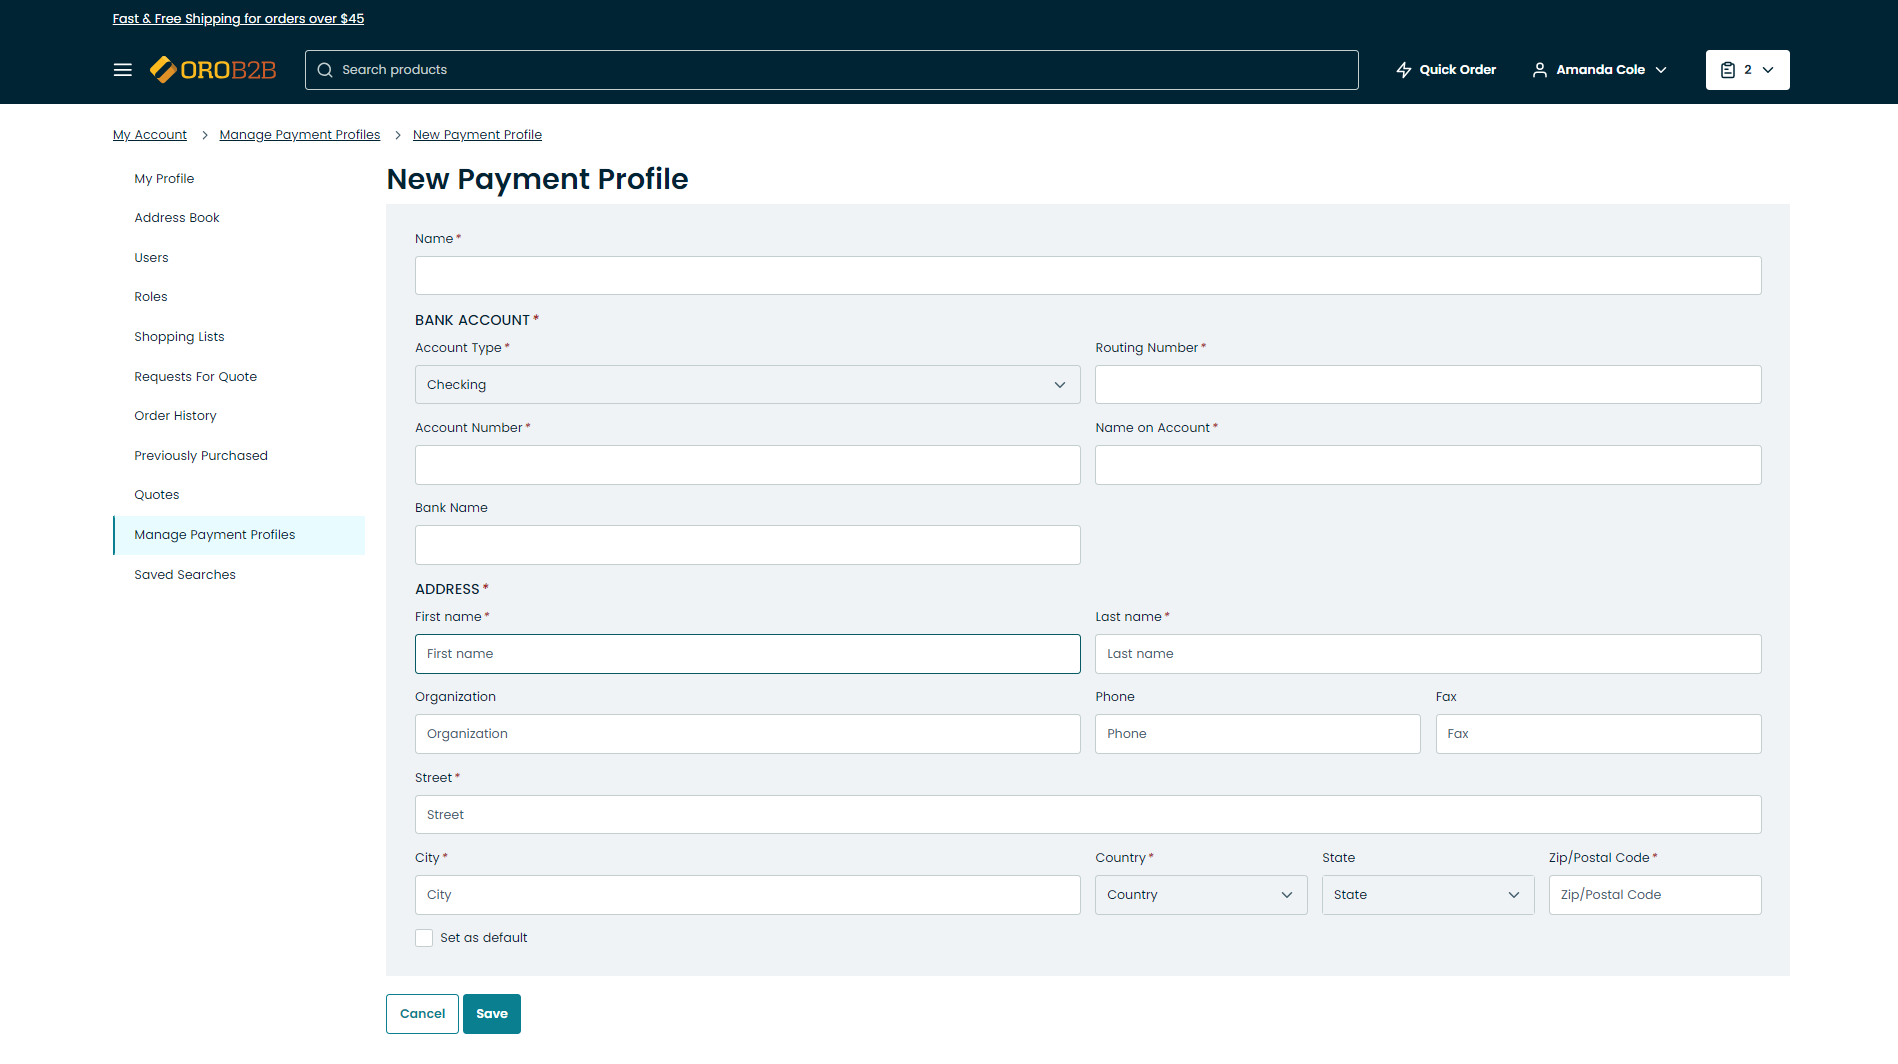 Fast & Free Shipping for orders over $45
OROB2B
Search products
Quick Order
Amanda Cole
2
My Account > Manage Payment Profiles > New Payment Profile
My Profile
Address Book
Users
Roles
Shopping Lists
Requests For Quote
Order History
Previously Purchased
Quotes
Manage Payment Profiles
Saved Searches
New Payment Profile
Name *
BANK ACCOUNT *
Account Type * Routing Number *
Checking
Account Number * Name on Account *
Bank Name
ADDRESS *
First name * Last name *
First name Last name
Organization Phone Fax
Organization Phone Fax
Street *
Street
City * Country * State Zip/Postal Code *
City Country State Zip/Postal Code
Set as default
Cancel Save